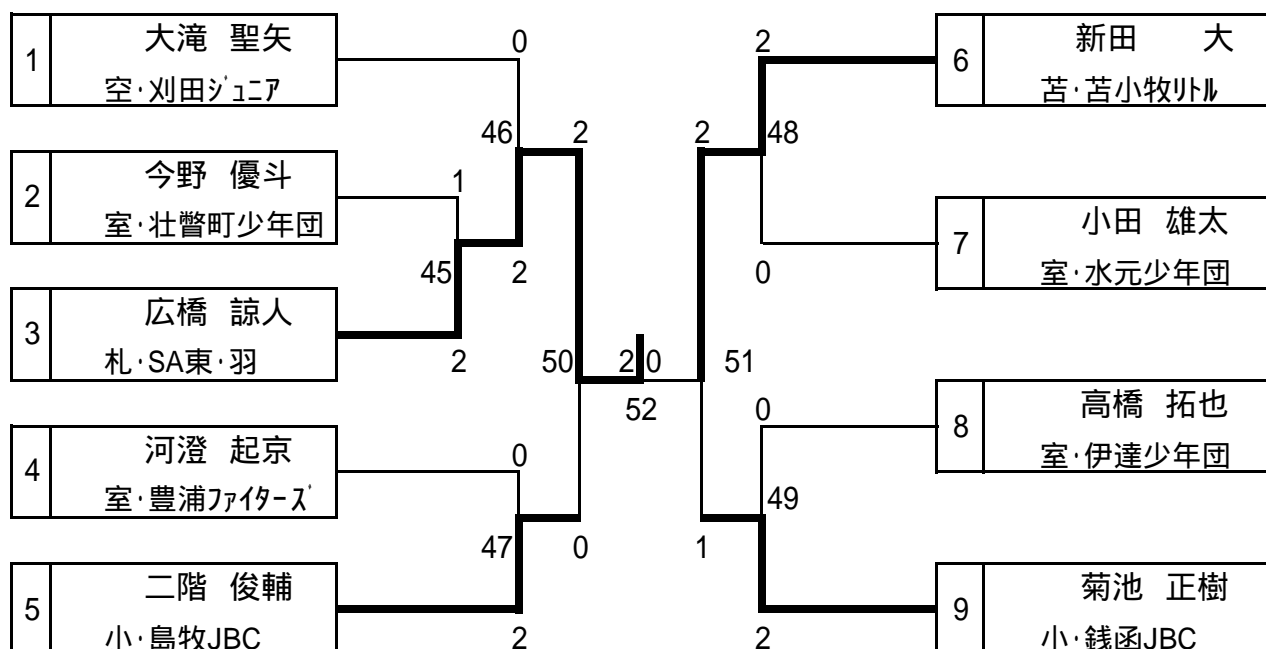 1
大滝 聖矢
空・刈田ジュニア
2
今野 優斗
室・壮瞥町少年団
3
広橋 諒人
札・SA東・羽
4
河澄 起京
室・豊浦ファイターズ
5
二階 俊輔
小・島牧JBC
0
46
2
1
45
2
2
50
0
47
0
2
2 0
52
2
2
48
0
51
0
49
1
2
6
新田 大
苫・苫小牧リトル
7
小田 雄太
室・水元少年団
8
高橋 拓也
室・伊達少年団
9
菊池 正樹
小・銭函JBC